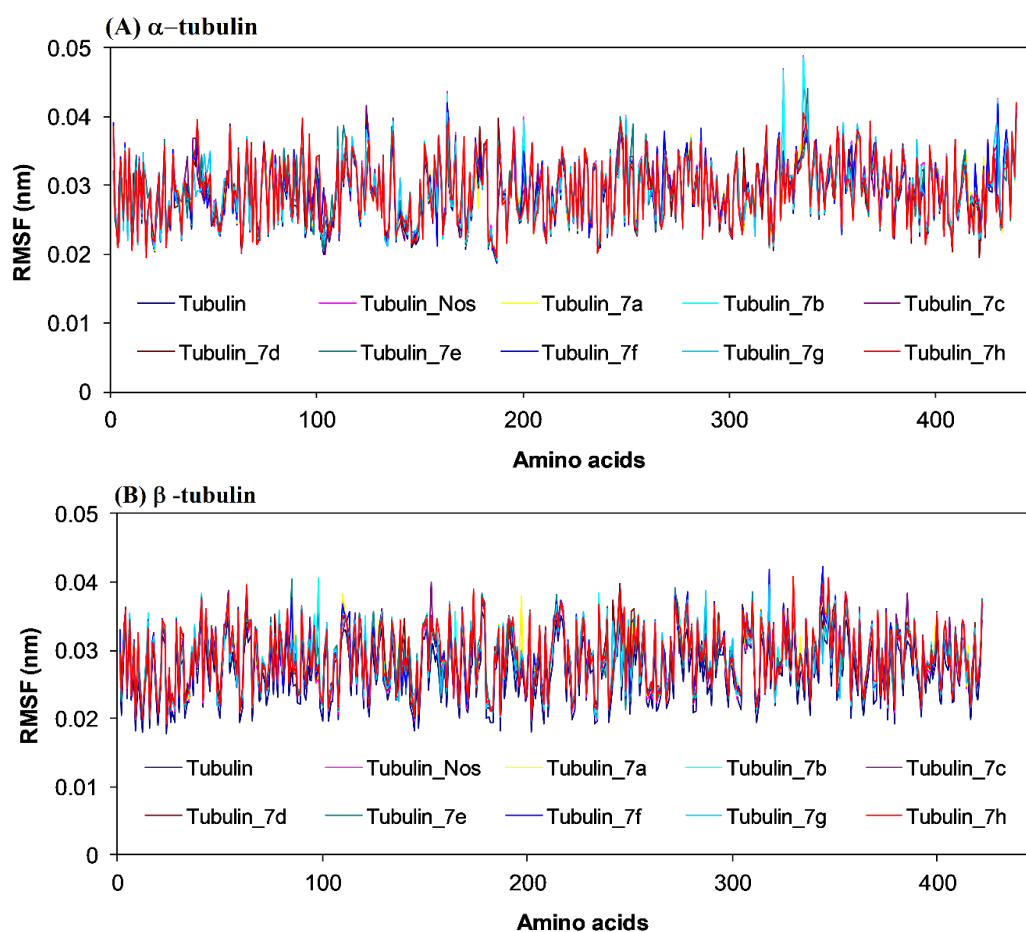 (A) α–tubulin
0.05
0.04
0.03
0.02
0.01
0
RMSF (nm)
Tubulin Tubulin_Nos Tubulin_7a Tubulin_7b Tubulin_7c
Tubulin_7d Tubulin_7e Tubulin_7f Tubulin_7g Tubulin_7h
0 100 200 300 400
Amino acids
(B) β -tubulin
0.05
0.04
0.03
0.02
0.01
0
RMSF (nm)
Tubulin Tubulin_Nos Tubulin_7a Tubulin_7b Tubulin_7c
Tubulin_7d Tubulin_7e Tubulin_7f Tubulin_7g Tubulin_7h
0 100 200 300 400
Amino acids